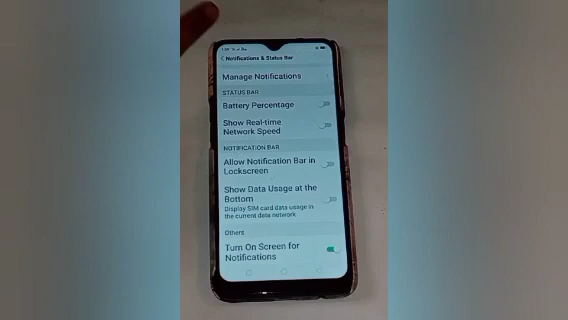 Notifications & Status Bar
Manage Notifications
STATUS BAR
Battery Percentage
Show Real-time
Network Speed
NOTIFICATION BAR
Allow Notification Bar in
Lockscreen
Show Data Usage at the
Bottom
Display SIM card data usage in
the current data network
Others
Turn On Screen for
Notifications